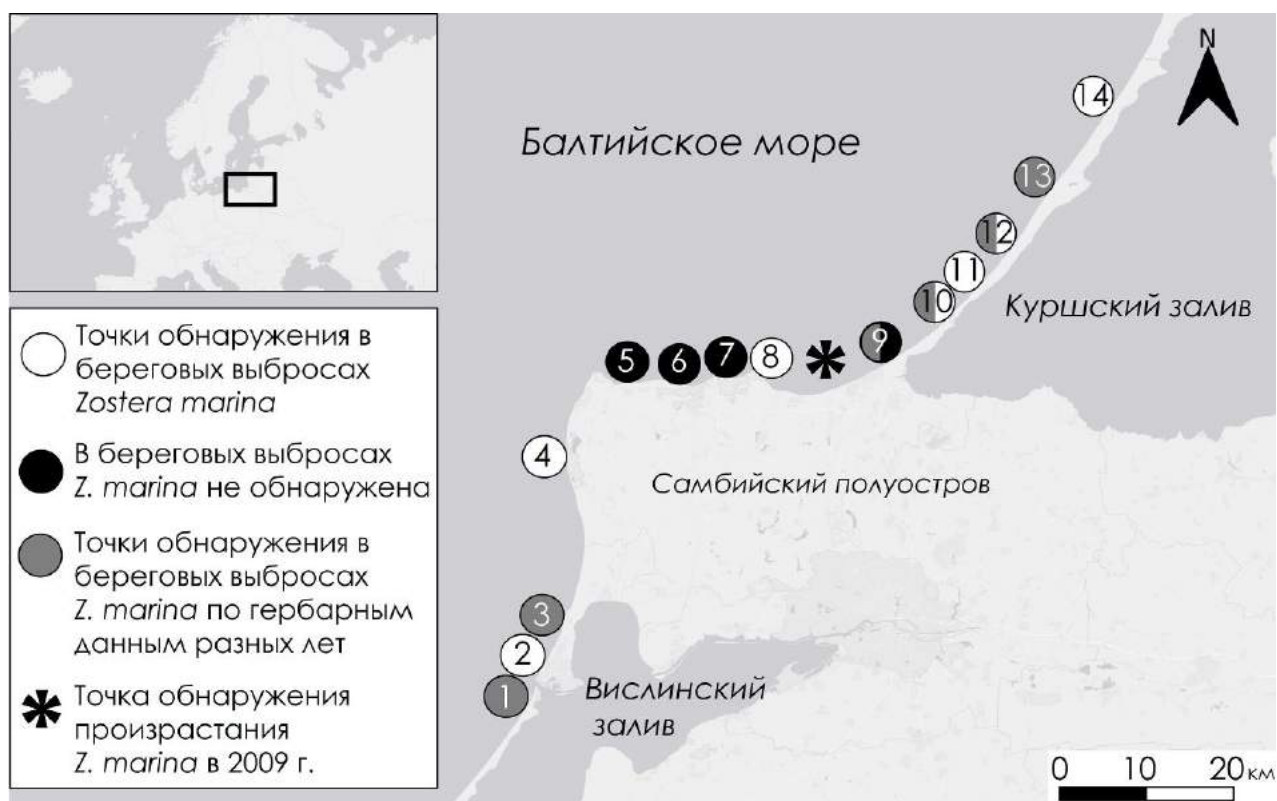 N
14
Балтийское море
13
12
11
Куршский залив
10
Точки обнаружения в
береговых выбросах
Zostera marina
5
6
7
8
9
В береговых выбросах
Z. marina не обнаружена
4
Самбийский полуостров
Точки обнаружения в
береговых выбросах
Z. marina по гербарным
данным разных лет
3
2
1
Вислинский
залив
Точка обнаружения
произрастания
Z. marina в 2009 г.
0 10 20 км